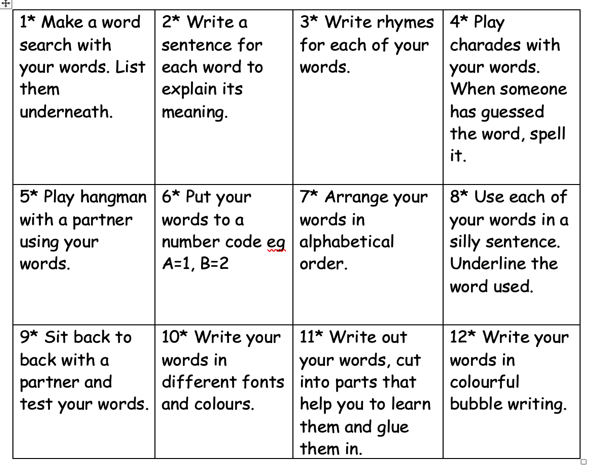 1* Make a word
search with
your words. List
them
underneath.
2* Write a
sentence for
each word to
explain its
meaning.
3* Write rhymes
for each of your
words.
4* Play
charades with
your words.
When someone
has guessed
the word, spell
it.
5* Play hangman
with a partner
using your
words.
6* Put your
words to a
number code eg
A=1, B=2
7* Arrange your
words in
alphabetical
order.
8* Use each of
your words in a
silly sentence.
Underline the
word used.
9* Sit back to
back with a
partner and
test your words.
10* Write your
words in
different fonts
and colours.
11* Write out
your words, cut
into parts that
help you to learn
them and glue
them in.
12* Write your
words in
colourful
bubble writing.